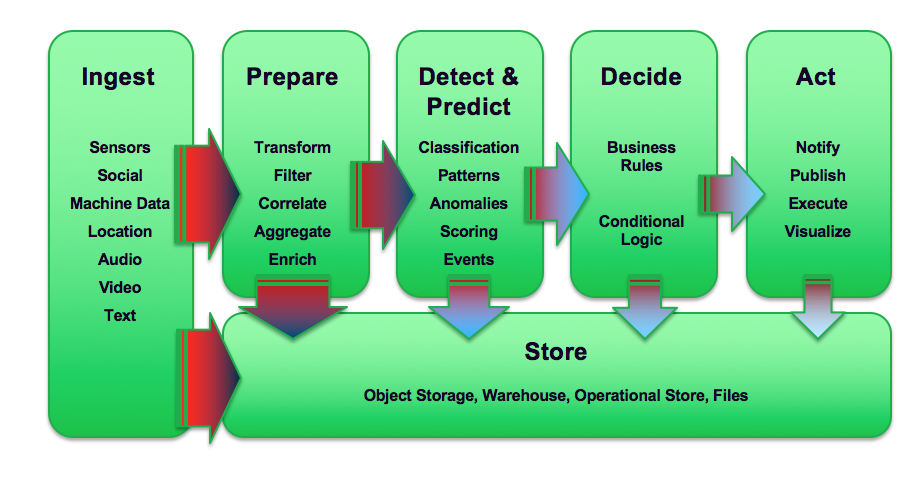 Ingest
Sensors
Social
Machine Data
Location
Audio
Video
Text
Prepare
Transform
Filter
Correlate
Aggregate
Enrich
Detect &
Predict
Classification
Patterns
Anomalies
Scoring
Events
Decide
Business
Rules
Conditional
Logic
Act
Notify
Publish
Execute
Visualize
Store
Object Storage, Warehouse, Operational Store, Files